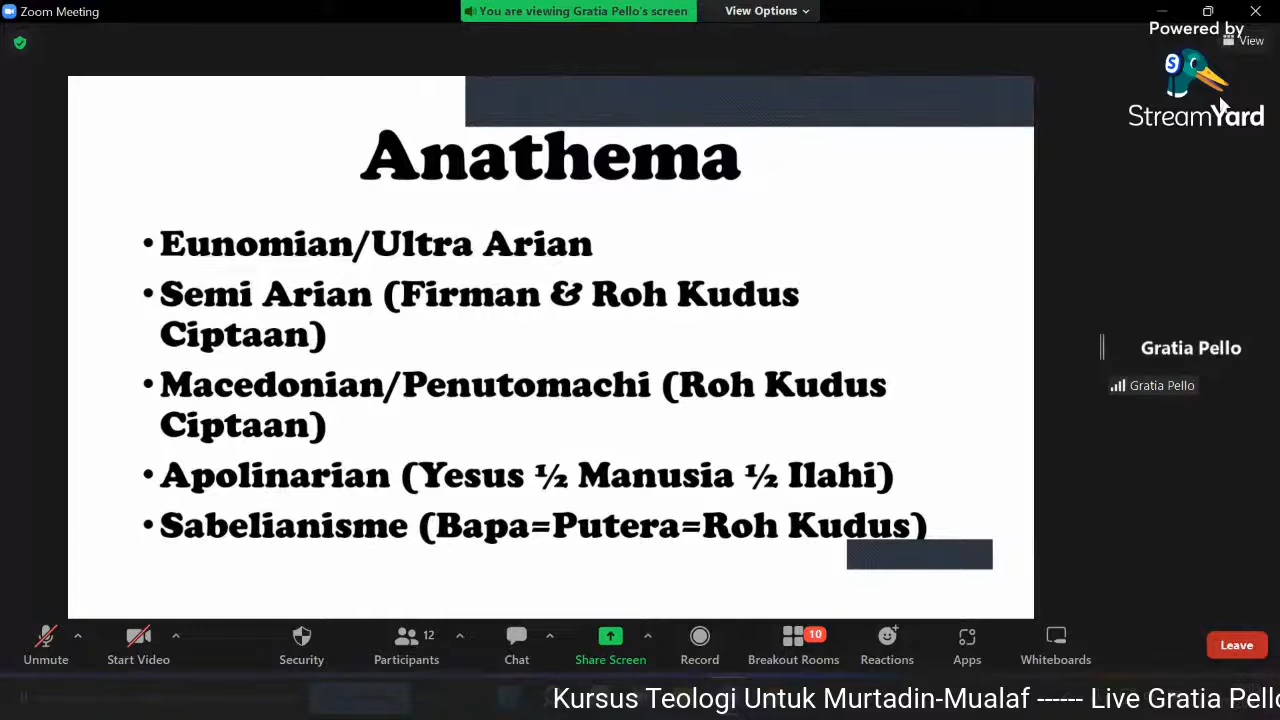 Zoom Meeting
You are viewing Gratia Pello's screen
View Options
Powered by
View
StreamYard
Anathema
• Eunomian/Ultra Arian
• Semi Arian (Firman & Roh Kudus
Ciptaan)
• Macedonian/Penutomachi (Roh Kudus
Ciptaan)
• Apolinarian (Yesus ½ Manusia ½ Ilahi)
• Sabelianisme (Bapa=Putera=Roh Kudus)
Gratia Pello
Gratia Pello
12
10
Unmute
Start Video
Security
Participants
Chat
Share Screen
Record
Breakout Rooms
Reactions
Apps
Whiteboards
Leave
Kursus Teologi Untuk Murtadin-Mualaf ------ Live Gratia Pello